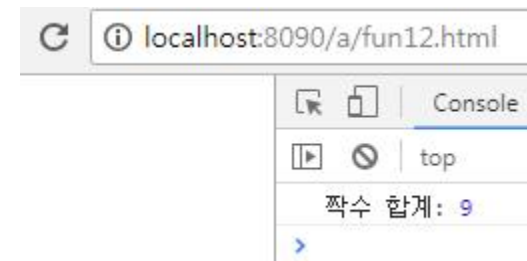 localhost:8090/a/fun12.html
Console
top
짝수 합계: 9